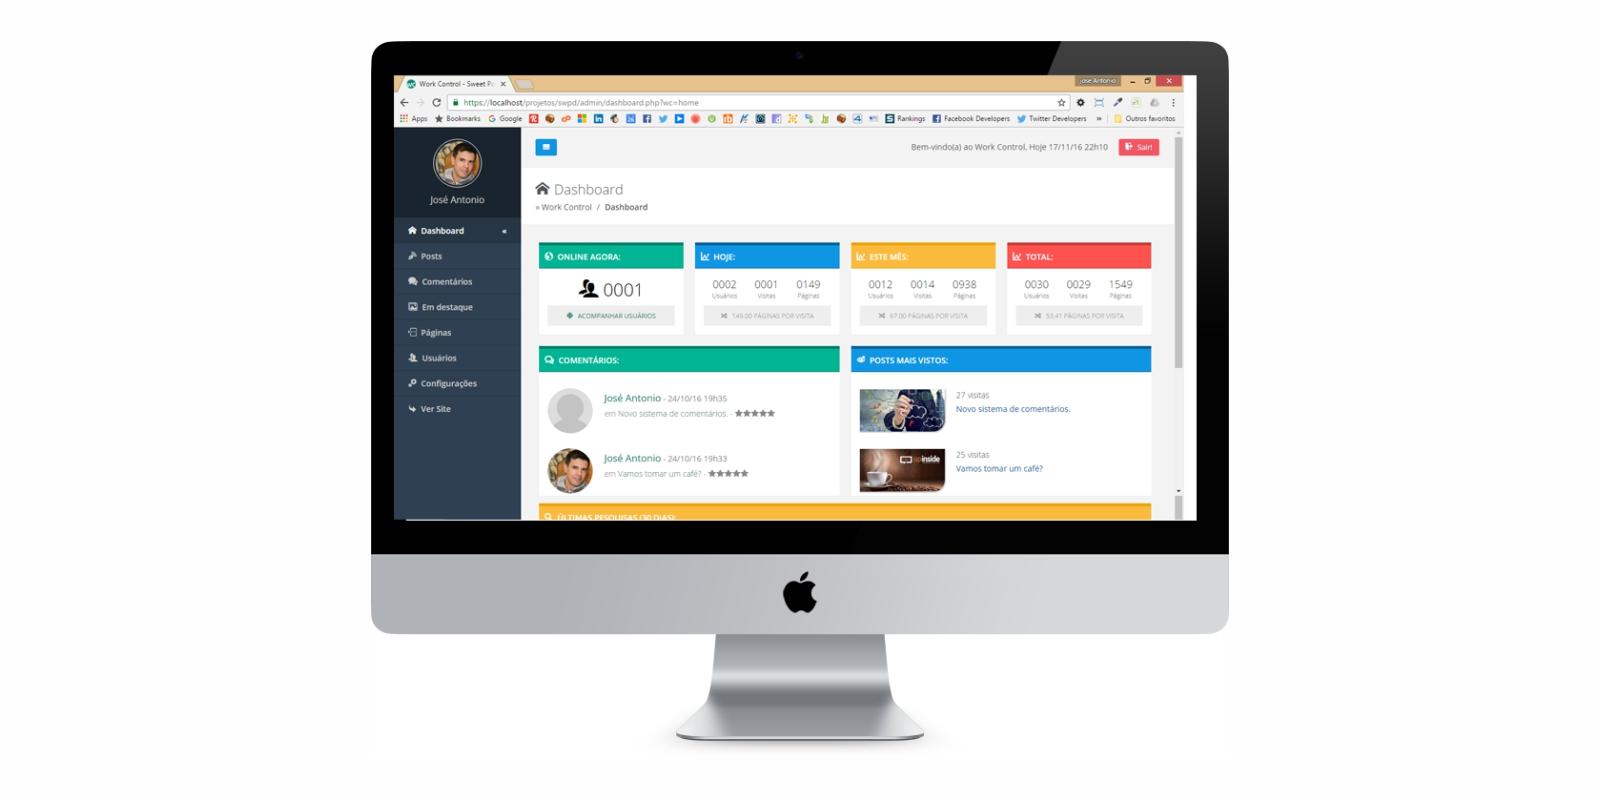 Work Control - Sweet Po
José Antonio
https://localhost/projetos/swpd/admin/dashboard.php?wc=home
Apps Bookmarks Google Rankings Facebook Developers Twitter Developers » Outros favoritos
Bem-vindo(a) ao Work Control, Hoje 17/11/16 22h10 Sair!
José Antonio
Dashboard
» Work Control / Dashboard
Dashboard «
Posts
Comentários
Em destaque
Páginas
Usuários
Configurações
Ver Site
ONLINE AGORA:
0001
ACOMPANHAR USUÁRIOS
HOJE:
0002 0001 0149
Usuários Visitas Páginas
149.00 PÁGINAS POR VISITA
ESTE MÊS:
0012 0014 0938
Usuários Visitas Páginas
67.00 PÁGINAS POR VISITA
TOTAL:
0030 0029 1549
Usuários Visitas Páginas
53.41 PÁGINAS POR VISITA
COMENTÁRIOS:
José Antonio - 24/10/16 19h35
em Novo sistema de comentários. - ★★★★★
José Antonio - 24/10/16 19h33
em Vamos tomar um café? - ★★★★★
POSTS MAIS VISTOS:
27 visitas
Novo sistema de comentários.
upinside
25 visitas
Vamos tomar um café?
ÚLTIMAS PESQUISAS (30 DIAS):